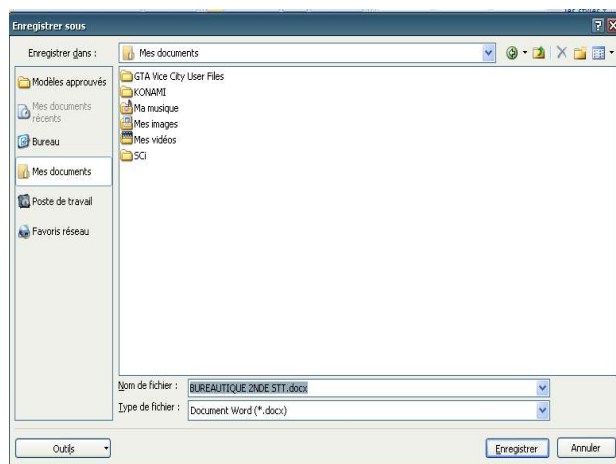 les styles
Enregistrer sous
Enregistrer dans :
Mes documents
Modèles approuvés
Mes documents
récents
Bureau
Mes documents
Poste de travail
Favoris réseau
GTA Vice City User Files
KONAMI
Ma musique
Mes images
Mes vidéos
SCi
Nom de fichier :
BUREAUTIQUE 2NDE STT.docx
Type de fichier :
Document Word (*.docx)
Outils
Enregistrer
Annuler